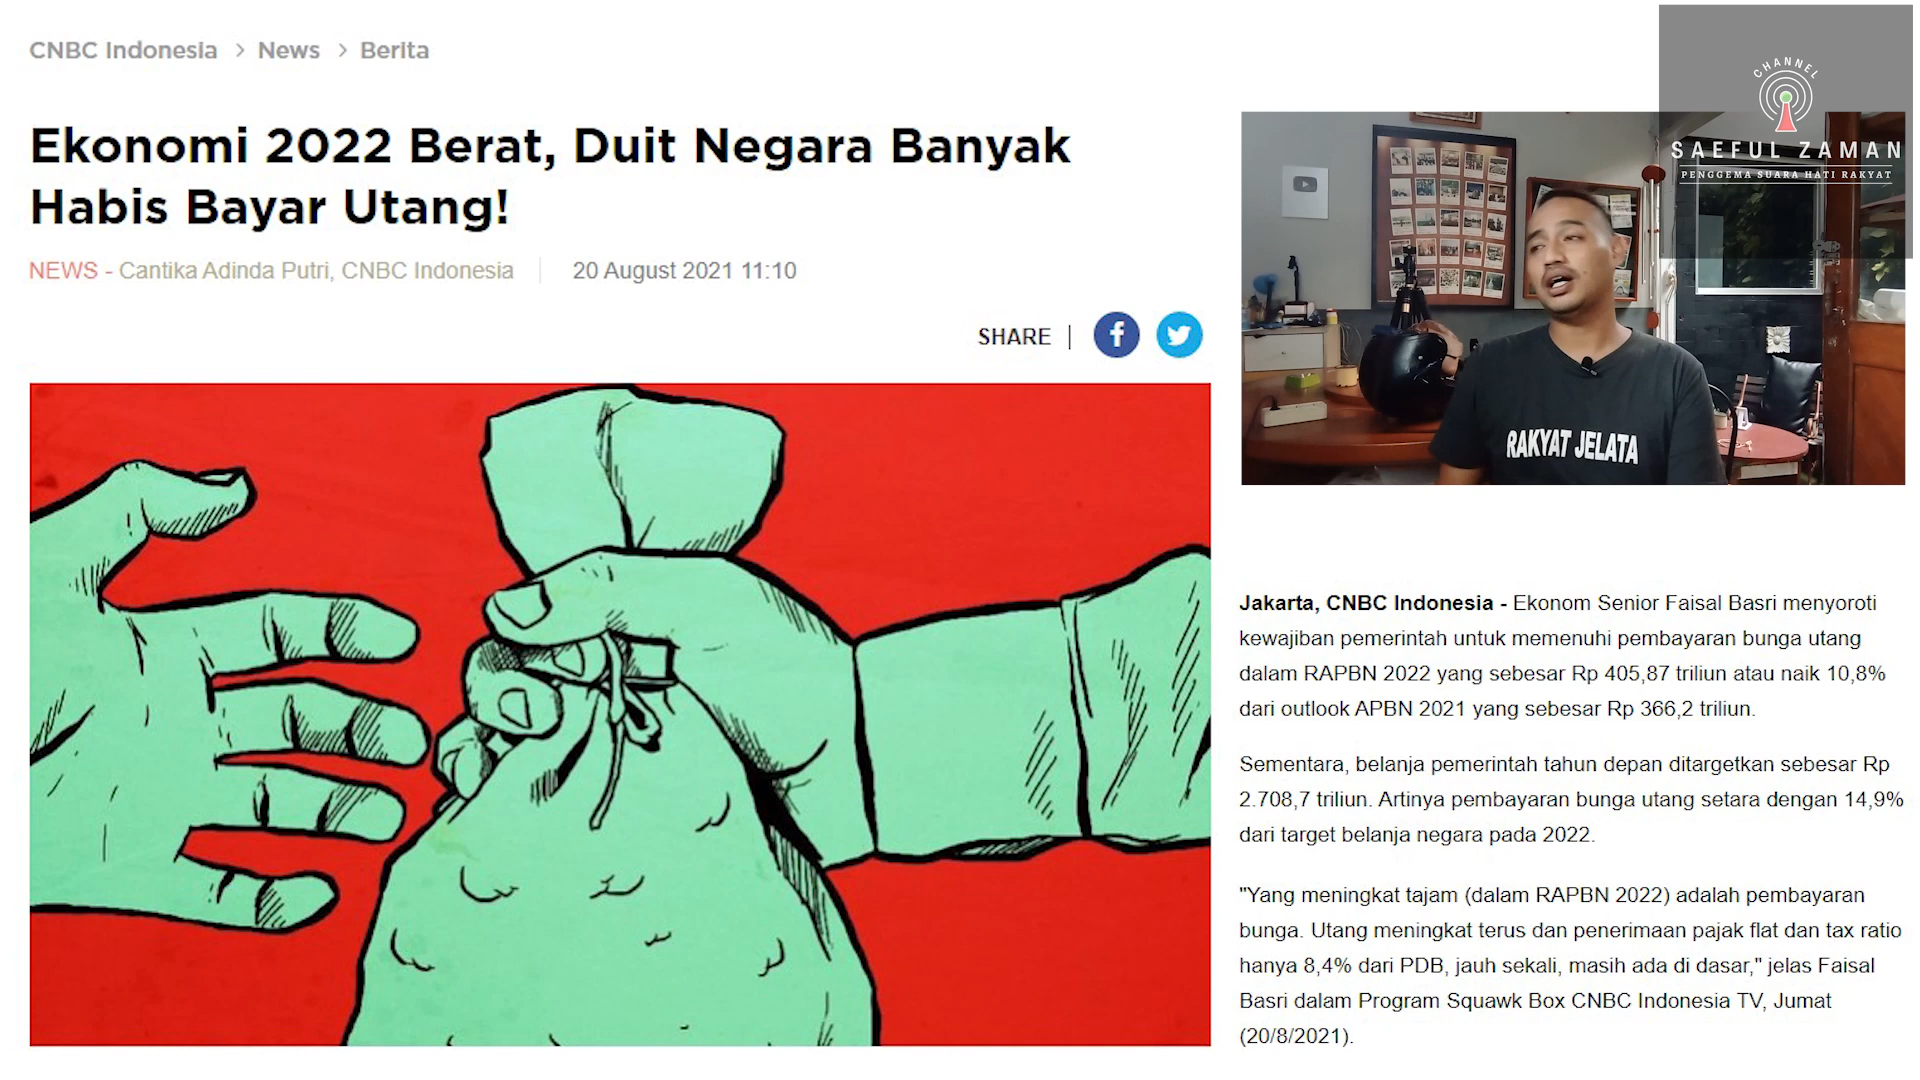 CNBC Indonesia > News > Berita
Ekonomi 2022 Berat, Duit Negara Banyak
Habis Bayar Utang!
NEWS - Cantika Adinda Putri, CNBC Indonesia
20 August 2021 11:10
SHARE |
CHANNEL
SAEFUL ZAMAN
PENGGEMA SUARA HATI RAKYAT
RAKYAT JELATA
Jakarta, CNBC Indonesia - Ekonom Senior Faisal Basri menyoroti
kewajiban pemerintah untuk memenuhi pembayaran bunga utang
dalam RAPBN 2022 yang sebesar Rp 405,87 triliun atau naik 10,8%
dari outlook APBN 2021 yang sebesar Rp 366,2 triliun.
Sementara, belanja pemerintah tahun depan ditargetkan sebesar Rp
2.708,7 triliun. Artinya pembayaran bunga utang setara dengan 14,9%
dari target belanja negara pada 2022.
"Yang meningkat tajam (dalam RAPBN 2022) adalah pembayaran
bunga. Utang meningkat terus dan penerimaan pajak flat dan tax ratio
hanya 8,4% dari PDB, jauh sekali, masih ada di dasar," jelas Faisal
Basri dalam Program Squawk Box CNBC Indonesia TV, Jumat
(20/8/2021).